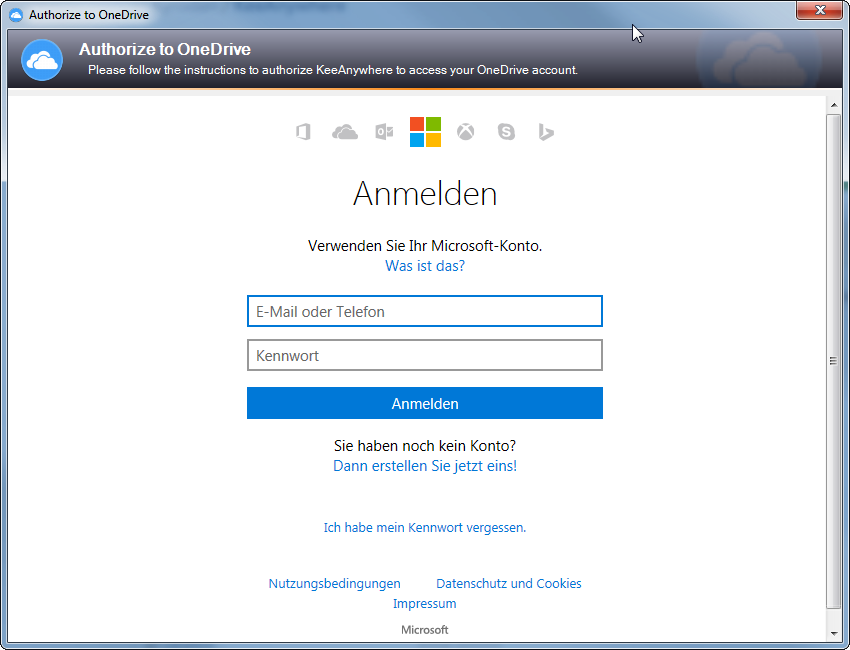 Authorize to OneDrive
Authorize to OneDrive
Please follow the instructions to authorize KeeAnywhere to access your OneDrive account.
Anmelden
Verwenden Sie Ihr Microsoft-Konto.
Was ist das?
E-Mail oder Telefon
Kennwort
Anmelden
Sie haben noch kein Konto?
Dann erstellen Sie jetzt eins!
Ich habe mein Kennwort vergessen.
Nutzungsbedingungen Datenschutz und Cookies
Impressum
Microsoft